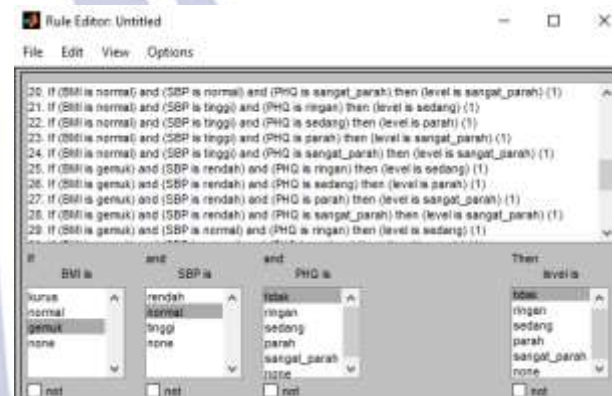 Rule Editor: Untitled
File Edit View Options
20. If (BMI is normal) and (SBP is normal) and (PHQ is sangat_parah) then (level is sangat_parah) (1)
21. If (BMI is normal) and (SBP is tinggi) and (PHQ is ringan) then (level is sedang) (1)
22. If (BMI is normal) and (SBP is tinggi) and (PHQ is sedang) then (level is parah) (1)
23. If (BMI is normal) and (SBP is tinggi) and (PHQ is parah) then (level is sangat_parah) (1)
24. If (BMI is normal) and (SBP is tinggi) and (PHQ is sangat_parah) then (level is sangat_parah) (1)
25. If (BMI is gemuk) and (SBP is rendah) and (PHQ is ringan) then (level is sedang) (1)
26. If (BMI is gemuk) and (SBP is rendah) and (PHQ is sedang) then (level is parah) (1)
27. If (BMI is gemuk) and (SBP is rendah) and (PHQ is parah) then (level is sangat_parah) (1)
28. If (BMI is gemuk) and (SBP is rendah) and (PHQ is sangat_parah) then (level is sangat_parah) (1)
29. If (BMI is gemuk) and (SBP is normal) and (PHQ is ringan) then (level is sedang) (1)
If and and Then
BMI is SBP is PHQ is level is
kurus rendah tidak tidak
normal normal ringan ringan
gemuk tinggi sedang sedang
none none parah parah
sangat_parah sangat_parah
none none
not not not not